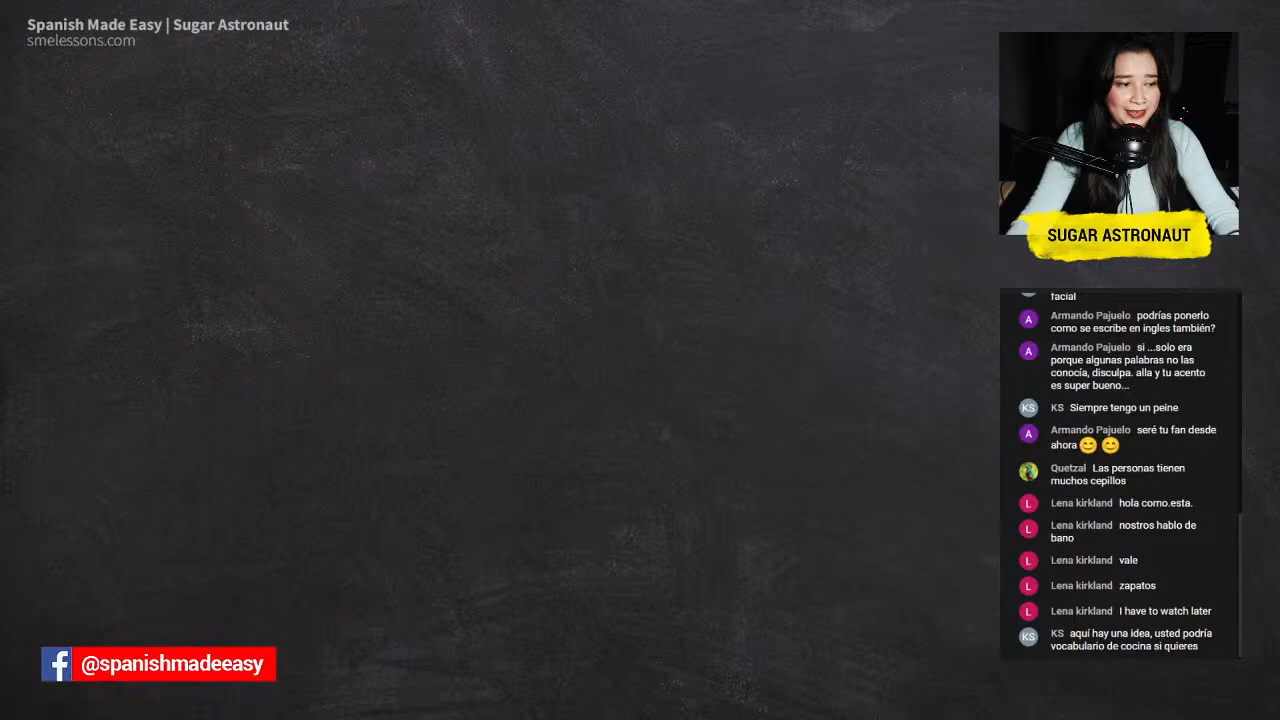 Spanish Made Easy | Sugar Astronaut
smelessons.com
SUGAR ASTRONAUT
facial
Armando Pajuelo podrías ponerlo
como se escribe en ingles también?
Armando Pajuelo si ...solo era
porque algunas palabras no las
conocía, disculpa. alla y tu acento
es super bueno...
KS Siempre tengo un peine
Armando Pajuelo seré tu fan desde
ahora 😊 😊
Quetzal Las personas tienen
muchos cepillos
Lena kirkland hola como.esta.
Lena kirkland nostros hablo de
bano
Lena kirkland vale
Lena kirkland zapatos
Lena kirkland I have to watch later
KS aquí hay una idea, usted podría
vocabulario de cocina si quieres
@spanishmadeeasy